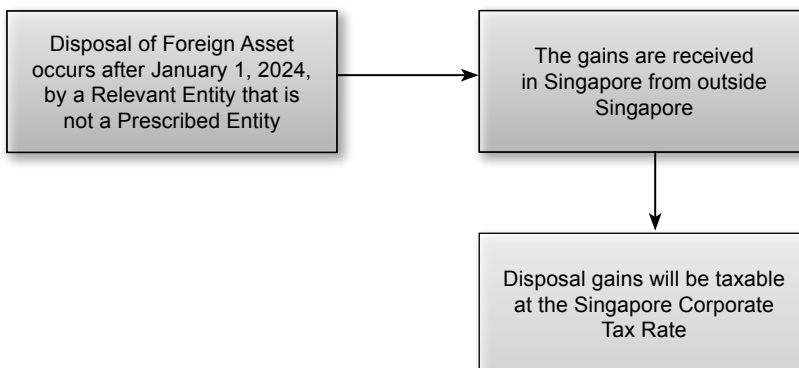 Disposal of Foreign Asset
occurs after January 1, 2024,
by a Relevant Entity that is
not a Prescribed Entity
The gains are received
in Singapore from outside
Singapore
Disposal gains will be taxable
at the Singapore Corporate
Tax Rate